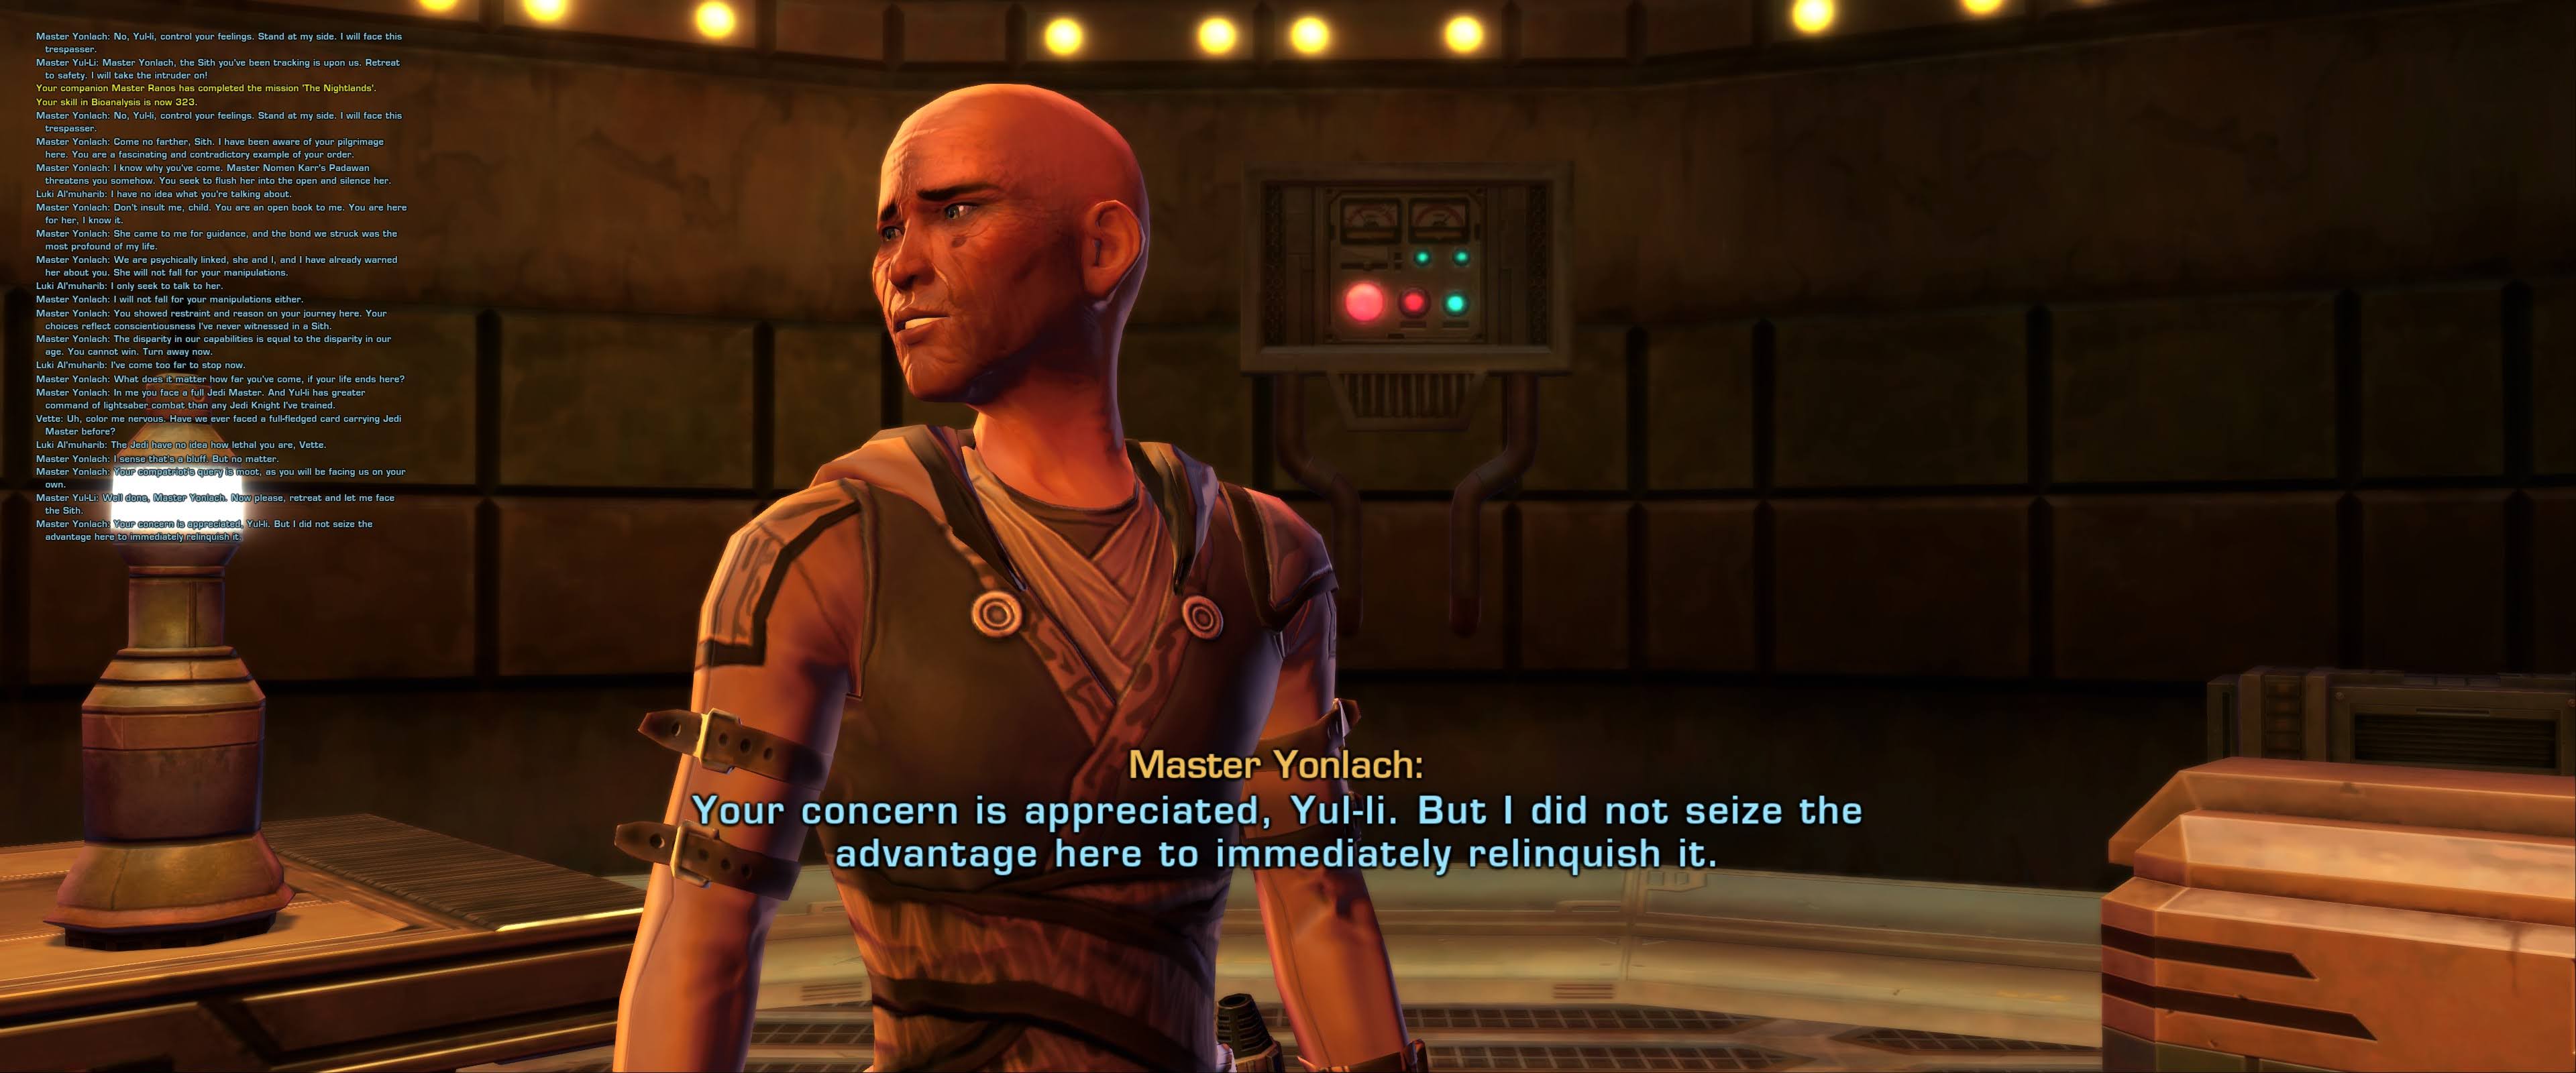 Master Yonlach: No, Yul-li, control your feelings. Stand at my side. I will face this
trespasser.
Master Yul-Li: Master Yonlach, the Sith you've been tracking is upon us. Retreat
to safety. I will take the intruder on!
Your companion Master Ranos has completed the mission 'The Nightlands'.
Your skill in Bioanalysis is now 323.
Master Yonlach: No, Yul-li, control your feelings. Stand at my side. I will face this
trespasser.
Master Yonlach: Come no farther, Sith. I have been aware of your pilgrimage
here. You are a fascinating and contradictory example of your order.
Master Yonlach: I know why you've come. Master Nomen Karr's Padawan
threatens you somehow. You seek to flush her into the open and silence her.
Luki Al'muharib: I have no idea what you're talking about.
Master Yonlach: Don't insult me, child. You are an open book to me. You are here
for her, I know it.
Master Yonlach: She came to me for guidance, and the bond we struck was the
most profound of my life.
Master Yonlach: We are psychically linked, she and I, and I have already warned
her about you. She will not fall for your manipulations.
Luki Al'muharib: I only seek to talk to her.
Master Yonlach: I will not fall for your manipulations either.
Master Yonlach: You showed restraint and reason on your journey here. Your
choices reflect conscientiousness I've never witnessed in a Sith.
Master Yonlach: The disparity in our capabilities is equal to the disparity in our
age. You cannot win. Turn away now.
Luki Al'muharib: I've come too far to stop now.
Master Yonlach: What does it matter how far you've come, if your life ends here?
Master Yonlach: In me you face a full Jedi Master. And Yul-li has greater
command of lightsaber combat than any Jedi Knight I've trained.
Vette: Uh, color me nervous. Have we ever faced a full-fledged card carrying Jedi
Master before?
Luki Al'muharib: The Jedi have no idea how lethal you are, Vette.
Master Yonlach: I sense that's a bluff. But no matter.
Master Yonlach: Your compatriot's query is moot, as you will be facing us on your
own.
Master Yul-Li: Well done, Master Yonlach. Now please, retreat and let me face
the Sith.
Master Yonlach: Your concern is appreciated, Yul-li. But I did not seize the
advantage here to immediately relinquish it.
Master Yonlach:
Your concern is appreciated, Yul-li. But I did not seize the
advantage here to immediately relinquish it.